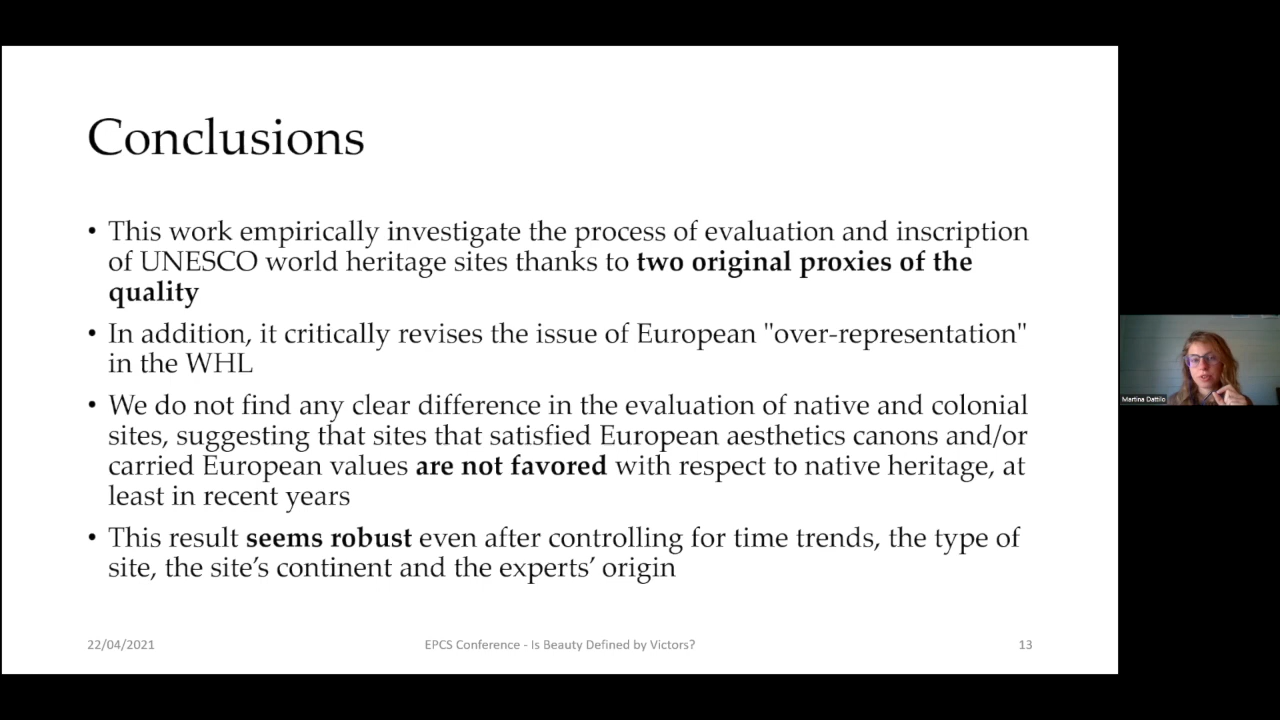 Conclusions
• This work empirically investigate the process of evaluation and inscription
of UNESCO world heritage sites thanks to two original proxies of the
quality
• In addition, it critically revises the issue of European "over-representation"
in the WHL
• We do not find any clear difference in the evaluation of native and colonial
sites, suggesting that sites that satisfied European aesthetics canons and/or
carried European values are not favored with respect to native heritage, at
least in recent years
• This result seems robust even after controlling for time trends, the type of
site, the site’s continent and the experts’ origin
22/04/2021
EPCS Conference - Is Beauty Defined by Victors?
13
Martina Dattilo